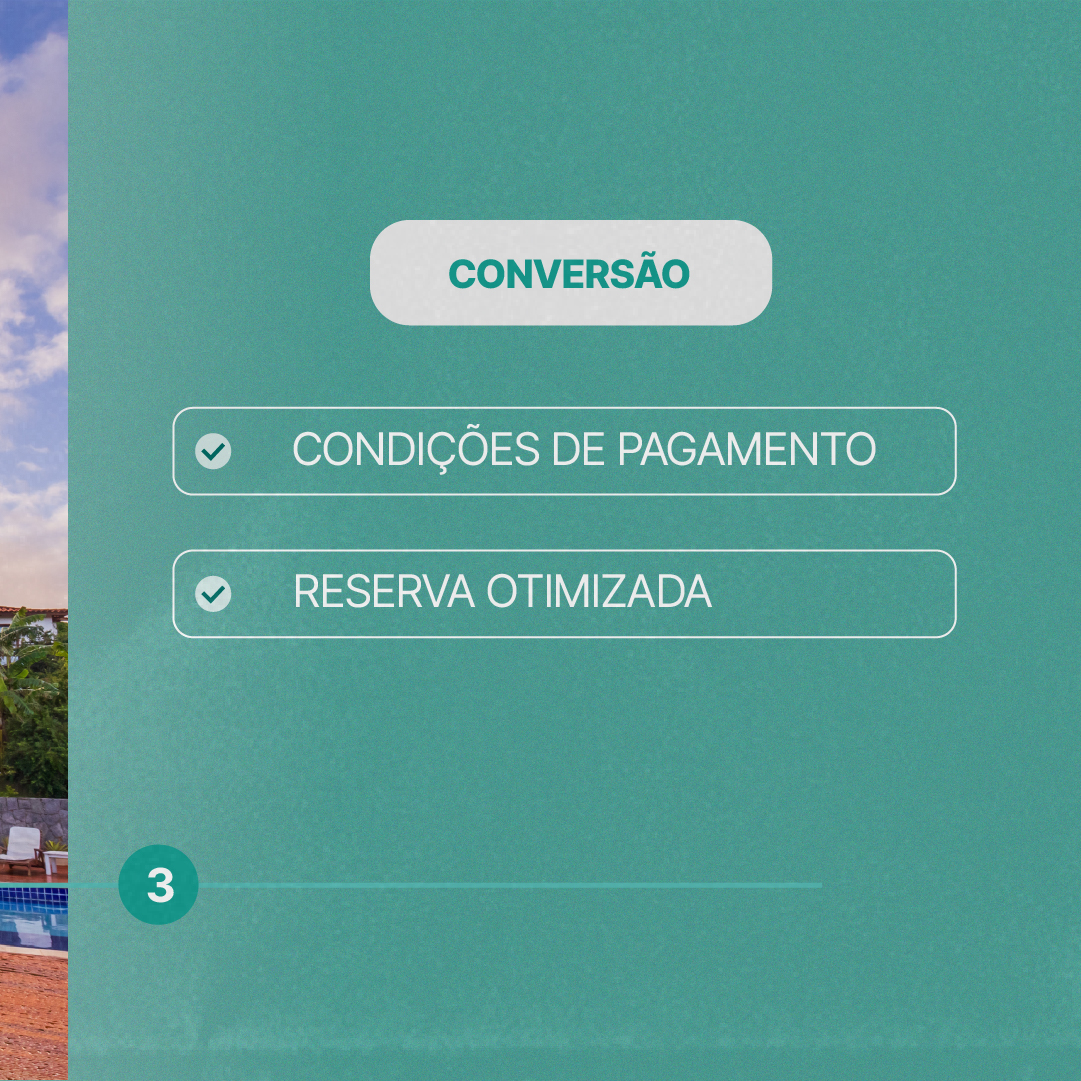 CONVERSÃO
CONDIÇÕES DE PAGAMENTO
RESERVA OTIMIZADA
3